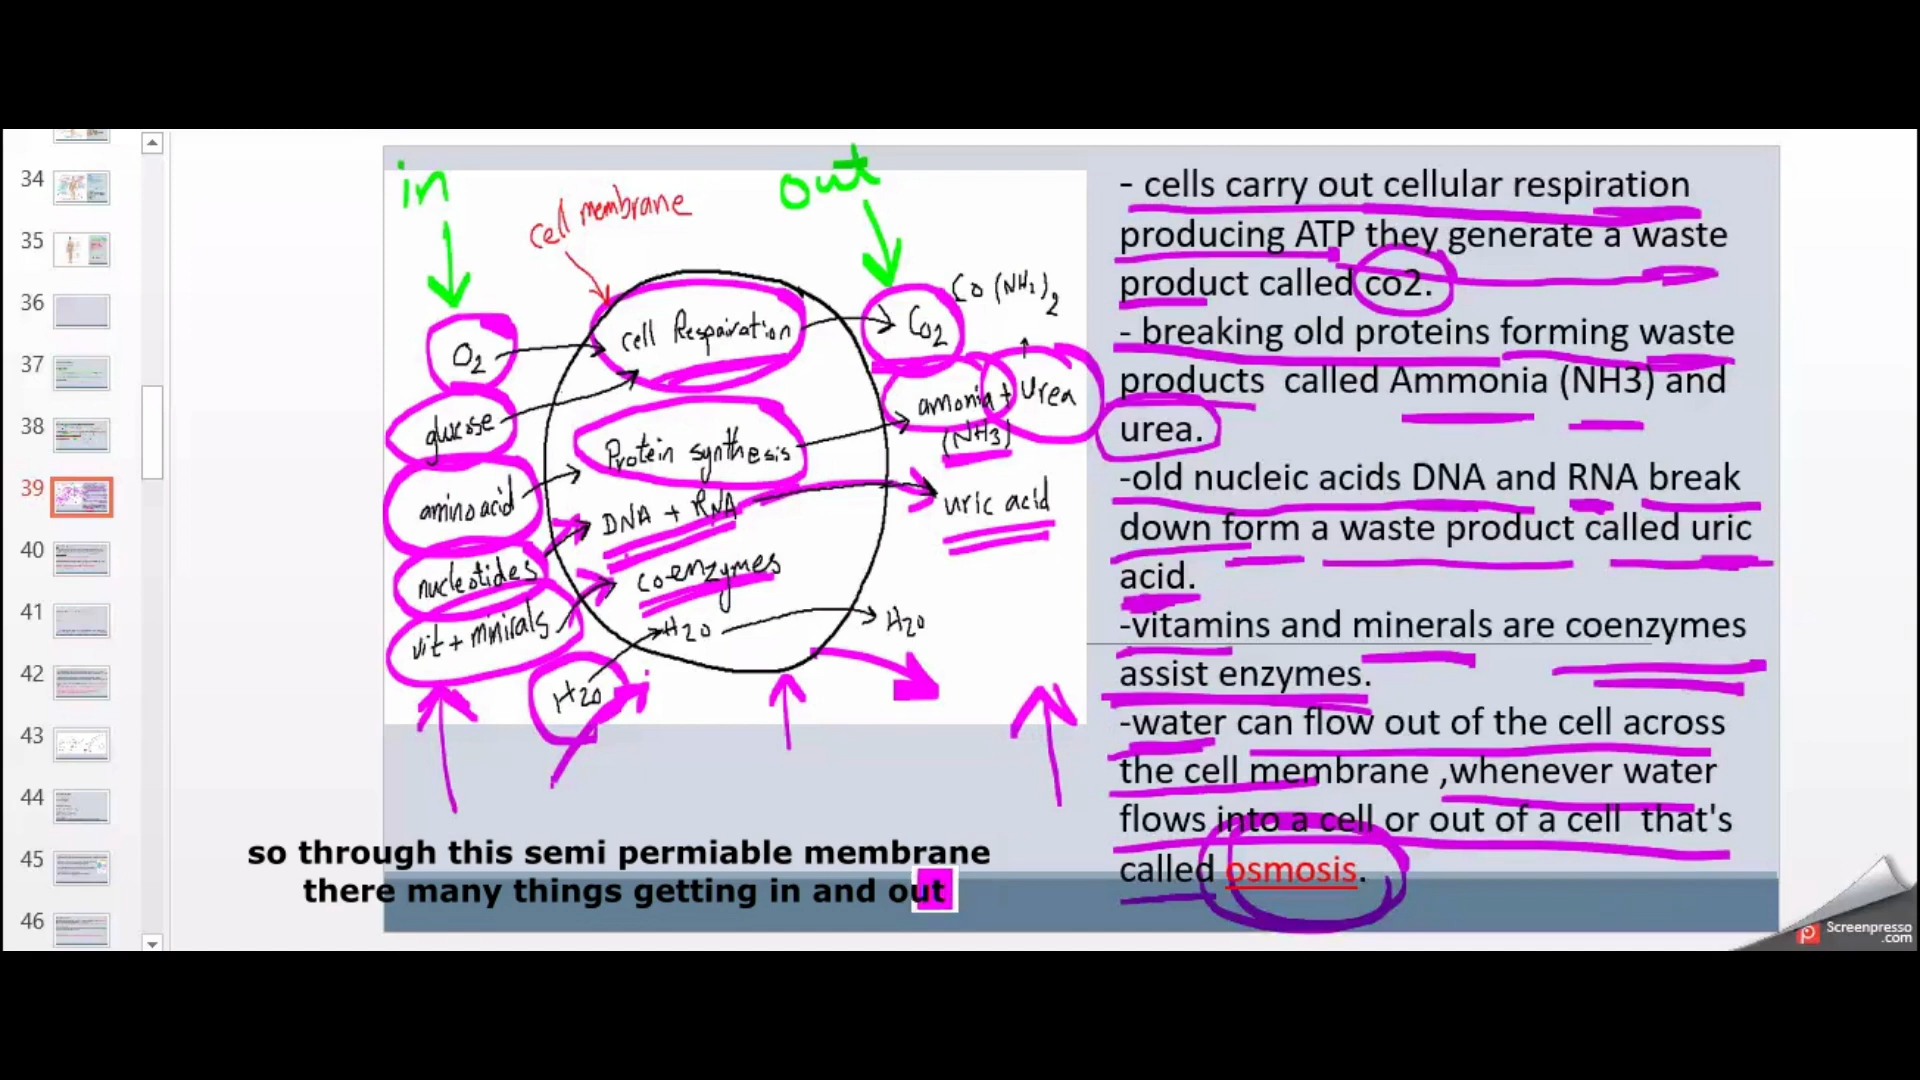 34
35
36
37
38
39
40
41
42
43
44
45
46
in
out
cell membrane
O2
glucose
amino acid
nucleotides
vit + minirals
H2O
cell Respairation
Protein synthesis
DNA + RNA
coenzymes
H2O
Co2
Co (NH2)2
amonia + Urea
(NH3)
uric acid
H2O
- cells carry out cellular respiration
producing ATP they generate a waste
product called co2.
- breaking old proteins forming waste
products called Ammonia (NH3) and
urea.
-old nucleic acids DNA and RNA break
down form a waste product called uric
acid.
-vitamins and minerals are coenzymes
assist enzymes.
-water can flow out of the cell across
the cell membrane ,whenever water
flows into a cell or out of a cell that's
called osmosis.
so through this semi permiable membrane
there many things getting in and out
Screenpresso
.com